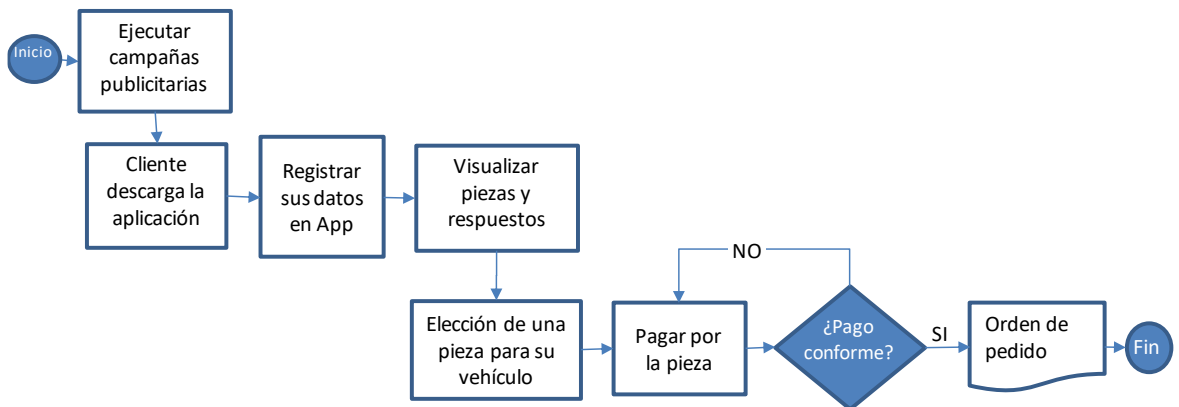 Inicio
Ejecutar
campañas
publicitarias
Cliente
descarga la
aplicación
Registrar
sus datos
en App
Visualizar
piezas y
respuestos
Elección de una
pieza para su
vehículo
Pagar por
la pieza
NO
¿Pago
conforme?
SI
Orden de
pedido
Fin